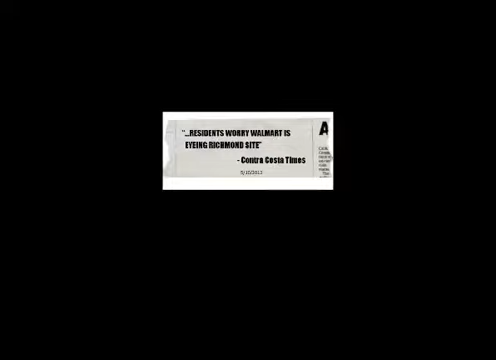 "...RESIDENTS WORRY WALMART IS
EYEING RICHMOND SITE"
- Contra Costa Times
A